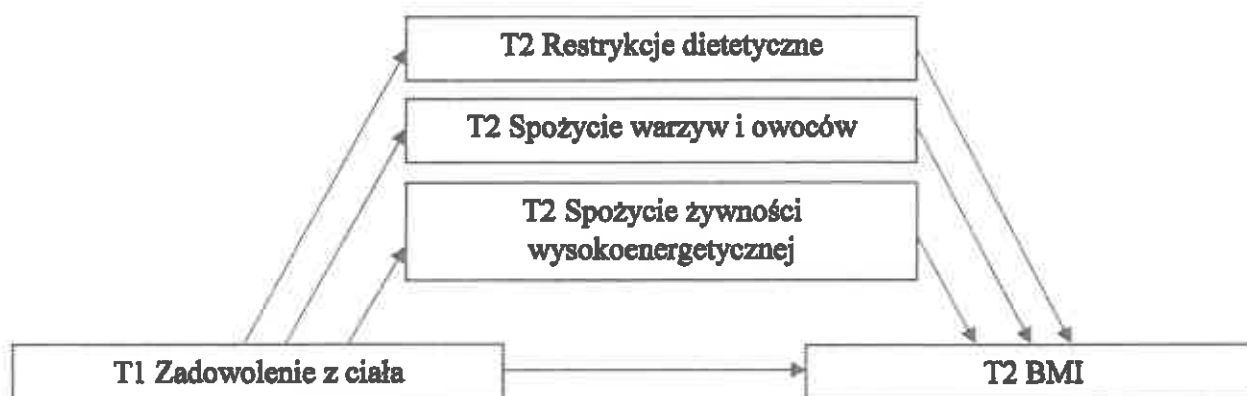 T2 Restrykcje dietetyczne
T2 Spożycie warzyw i owoców
T2 Spożycie żywności
wysokoenergetycznej
T1 Zadowolenie z ciała
T2 BMI